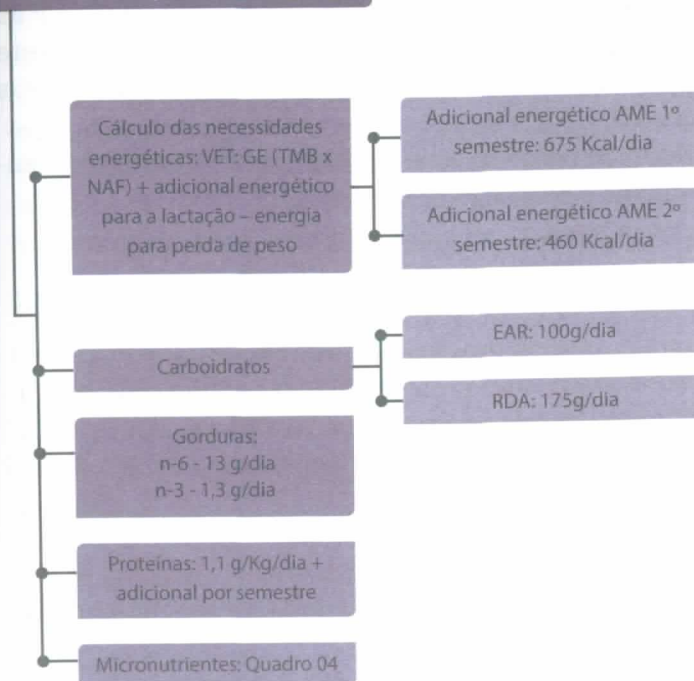 Cálculo das necessidades
energéticas: VET: GE (TMB x
NAF) + adicional energético
para a lactação – energia
para perda de peso
Adicional energético AME 1º
semestre: 675 Kcal/dia
Adicional energético AME 2º
semestre: 460 Kcal/dia
Carboidratos
EAR: 100g/dia
RDA: 175g/dia
Gorduras:
n-6 - 13 g/dia
n-3 - 1,3 g/dia
Proteínas: 1,1 g/Kg/dia +
adicional por semestre
Micronutrientes: Quadro 04